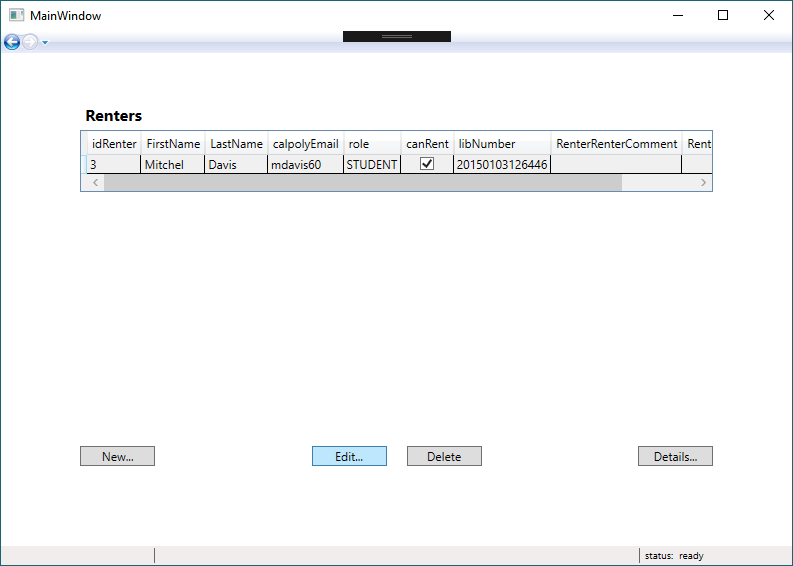 MainWindow
Renters
idRenter FirstName LastName calpolyEmail role canRent libNumber RenterRenterComment Rent
3 Mitchel Davis mdavis60 STUDENT 20150103126446
New... Edit... Delete Details...
status: ready